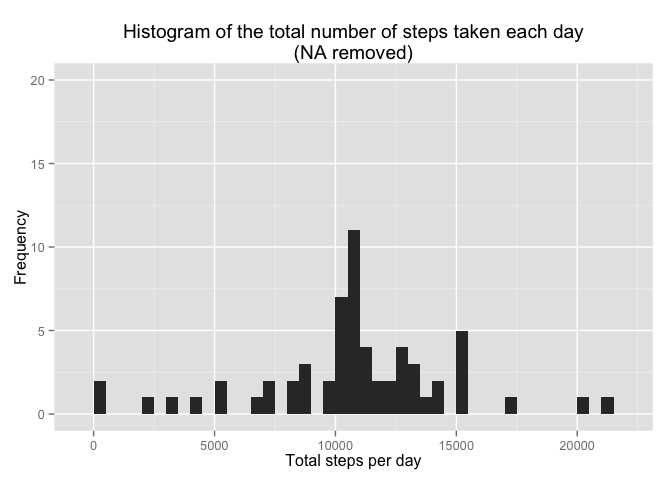 Histogram of the total number of steps taken each day
(NA removed)
20
15
10
5
0
Frequency
0 5000 10000 15000 20000
Total steps per day